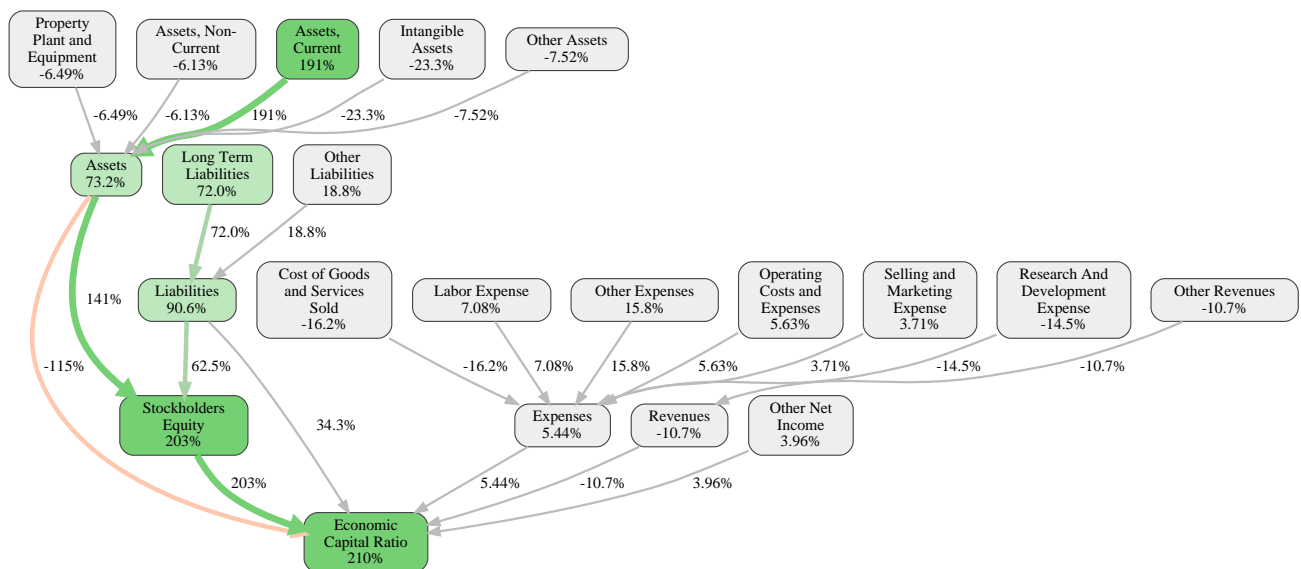 Property
Plant and
Equipment
-6.49%
Assets, Non-
Current
-6.13%
Assets,
Current
191%
Intangible
Assets
-23.3%
Other Assets
-7.52%
-6.49%
-6.13%
191%
-23.3%
-7.52%
Assets
73.2%
Long Term
Liabilities
72.0%
Other
Liabilities
18.8%
72.0%
18.8%
Liabilities
90.6%
Cost of Goods
and Services
Sold
-16.2%
Labor Expense
7.08%
Other Expenses
15.8%
Operating
Costs and
Expenses
5.63%
Selling and
Marketing
Expense
3.71%
Research And
Development
Expense
-14.5%
Other Revenues
-10.7%
141%
-115%
62.5%
-16.2%
7.08%
15.8%
5.63%
3.71%
-14.5%
-10.7%
Stockholders
Equity
203%
34.3%
Expenses
5.44%
Revenues
-10.7%
Other Net
Income
3.96%
203%
5.44%
-10.7%
3.96%
Economic
Capital Ratio
210%